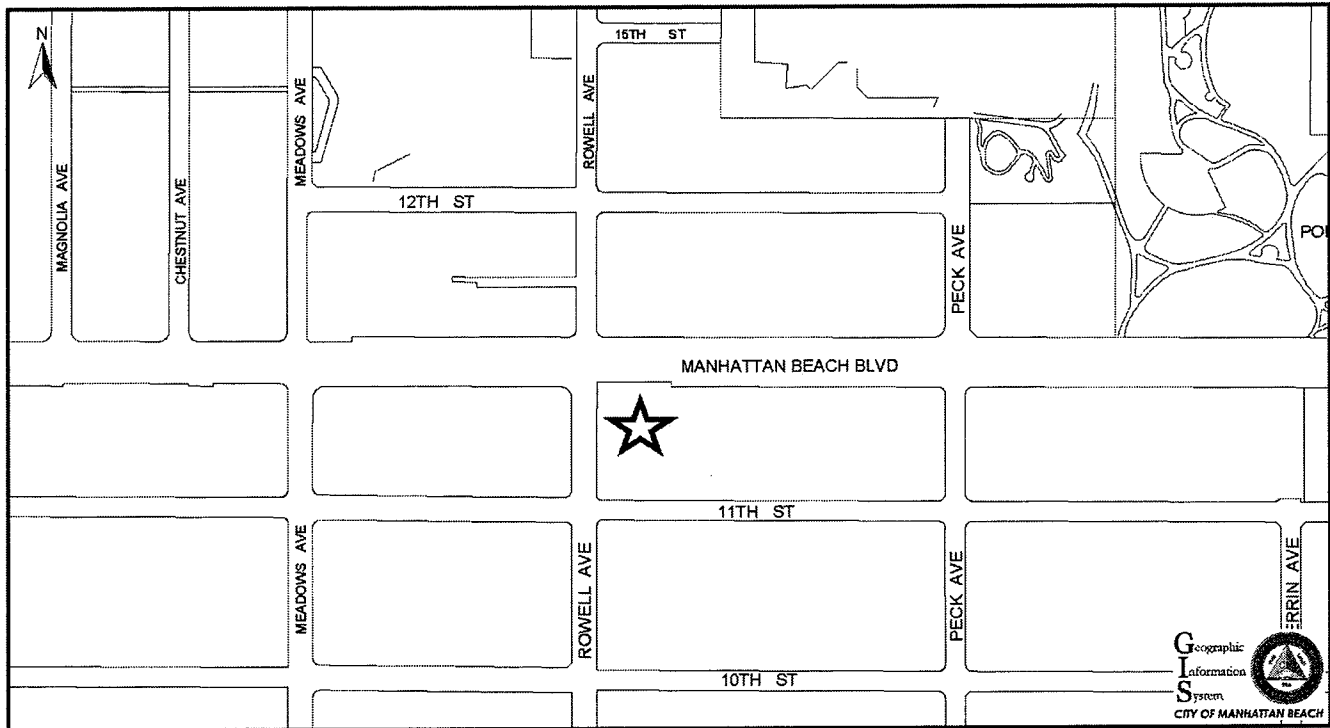 N
15TH ST
MAGNOLIA AVE
CHESTNUT AVE
MEADOWS AVE
ROWELL AVE
12TH ST
PECK AVE
MANHATTAN BEACH BLVD
11TH ST
MEADOWS AVE
ROWELL AVE
PECK AVE
10TH ST
Geographic
Information
System
CITY OF MANHATTAN BEACH